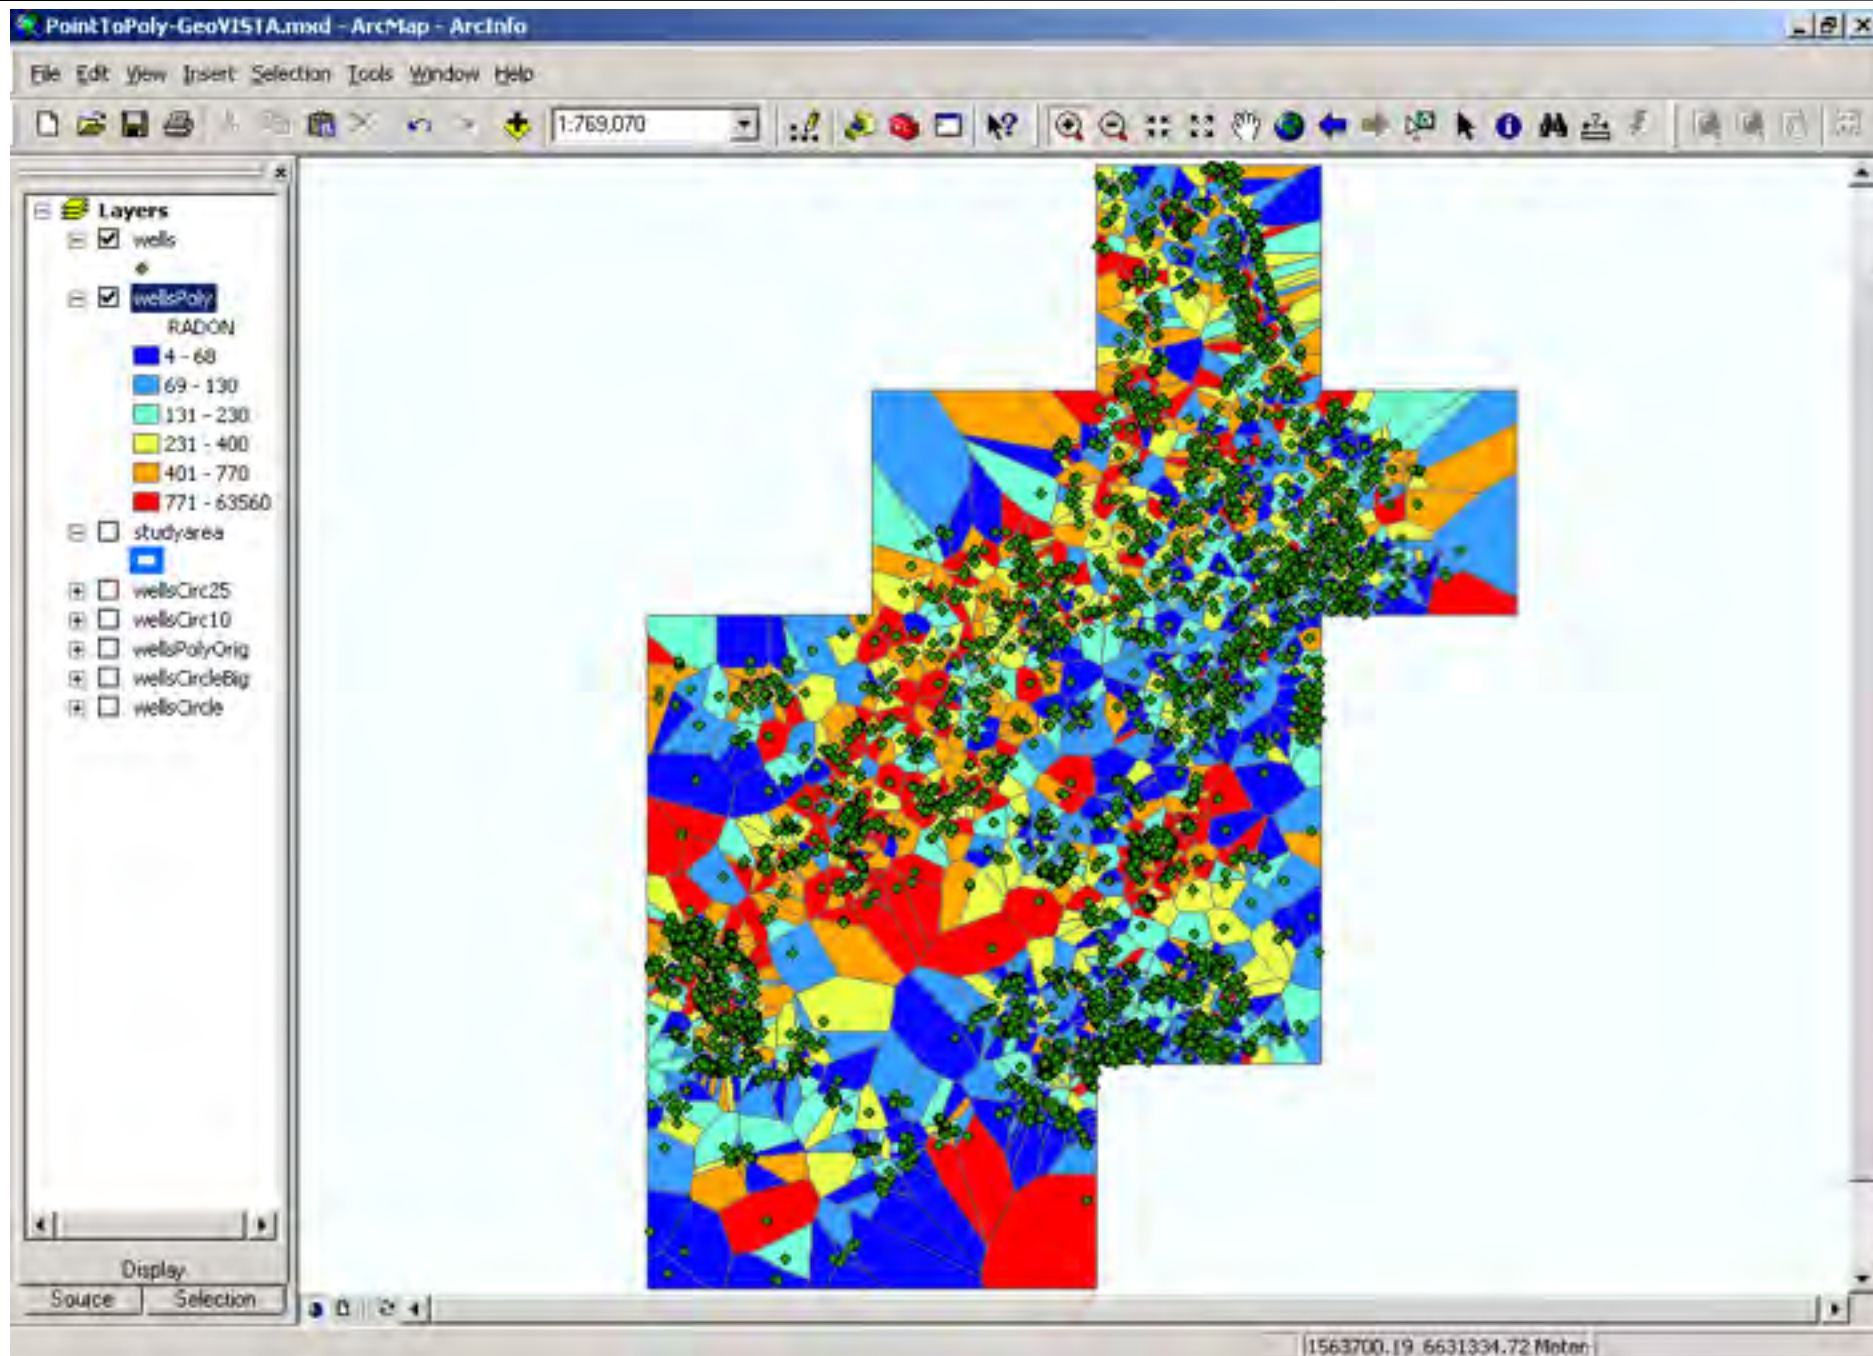 PointToPoly-GeoVISTA.mxd - ArcMap - ArcInfo
File Edit View Insert Selection Tools Window Help
1:769,070
Layers
wells
wellsPoly
RADON
4 - 68
69 - 130
131 - 230
231 - 400
401 - 770
771 - 63560
studyarea
wellsCirc25
wellsCirc10
wellsPolyOrig
wellsCircleBig
wellsCircle
Display
Source Selection
1563700.19 6631334.72 Meter